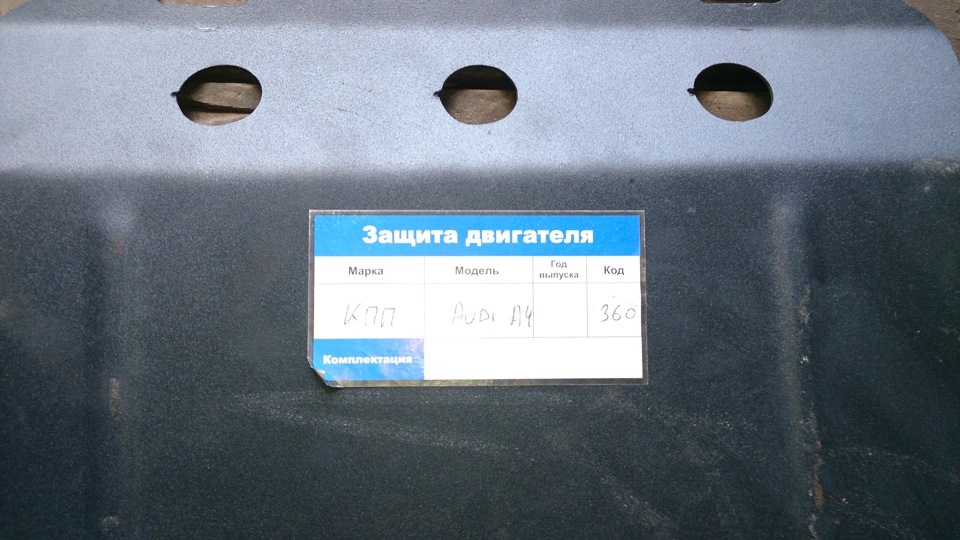 Защита двигателя
Марка Модель Год выпуска Код
КПП AUDI A4 360
Комплектация